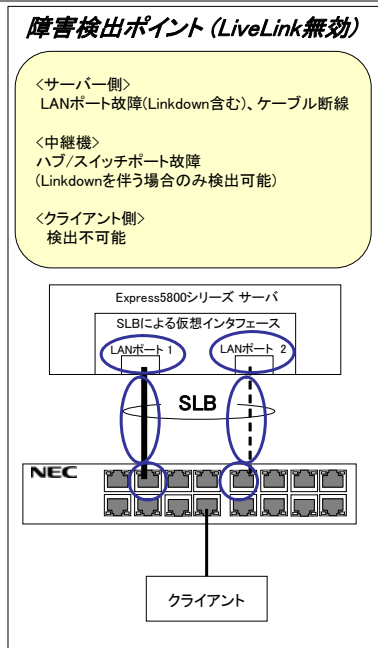 障害検出ポイント(LiveLink無効)
<サーバー側>
LANポート故障(Linkdown含む)、ケーブル断線
<中継機>
ハブ/スイッチポート故障
(Linkdownを伴う場合のみ検出可能)
<クライアント側>
検出不可能
Express5800シリーズ サーバ
SLBによる仮想インタフェース
LANポート 1
LANポート 2
SLB
NEC
クライアント